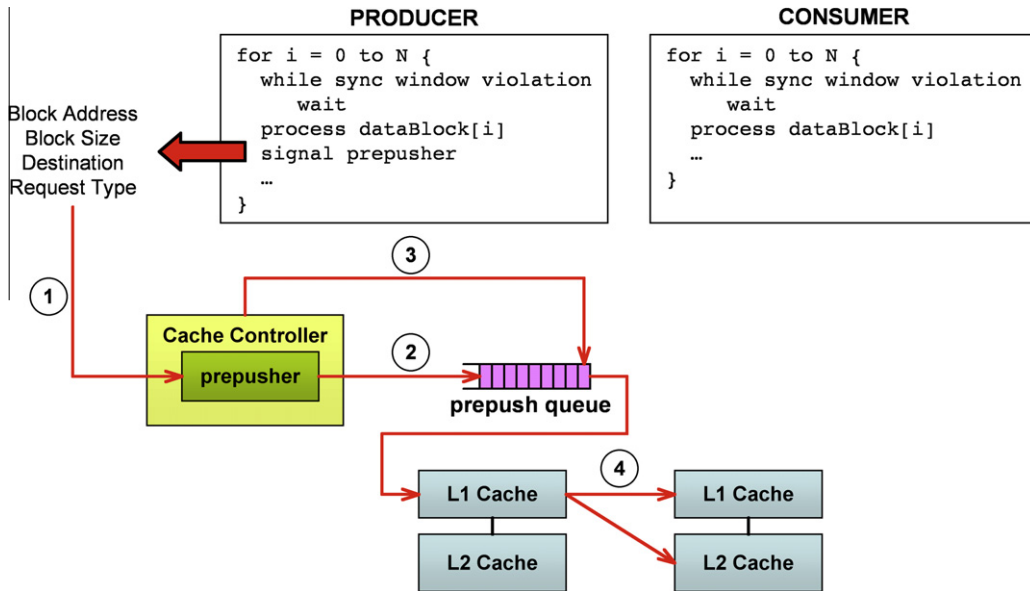 PRODUCER
for i = 0 to N {
while sync window violation
wait
process dataBlock[i]
signal prepusher
…
}
CONSUMER
for i = 0 to N {
while sync window violation
wait
process dataBlock[i]
…
}
Block Address
Block Size
Destination
Request Type
1
3
Cache Controller
prepusher
2
prepush queue
4
L1 Cache
L1 Cache
L2 Cache
L2 Cache